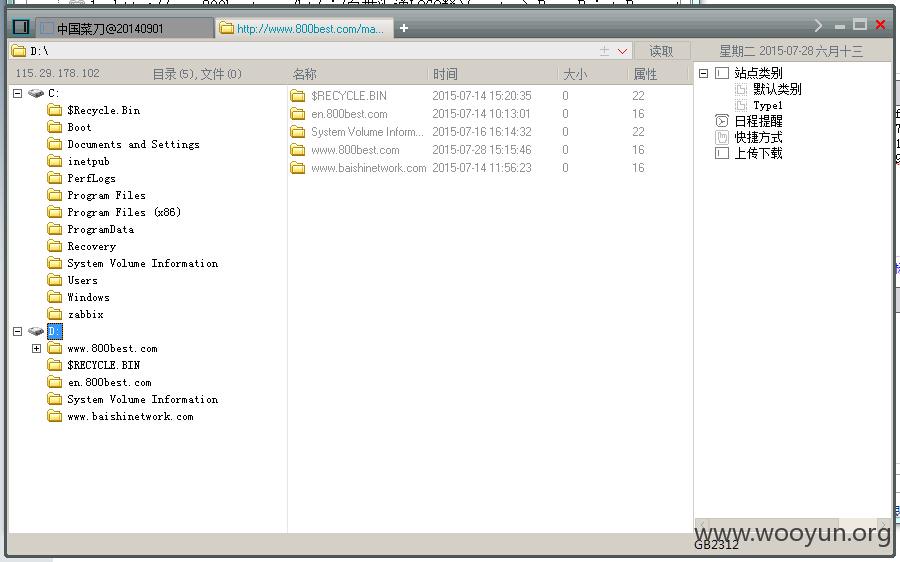 中国菜刀@20140901 http://www.800best.com/ma... +
D:\ 读取 星期二 2015-07-28 六月十三
115.29.178.102 目录(5),文件(0) 名称 时间 大小 属性
C:
$Recycle.Bin
Boot
Documents and Settings
inetpub
PerfLogs
Program Files
Program Files (x86)
ProgramData
Recovery
System Volume Information
Users
Windows
zabbix
D:
www.800best.com
$RECYCLE.BIN
en.800best.com
System Volume Information
www.baishinetwork.com
$RECYCLE.BIN 2015-07-14 15:20:35 0 22
en.800best.com 2015-07-14 10:13:01 0 16
System Volume Inform... 2015-07-16 16:14:32 0 22
www.800best.com 2015-07-28 15:15:46 0 16
www.baishinetwork.com 2015-07-14 11:56:23 0 16
站点类别
默认类别
Type1
日程提醒
快捷方式
上传下载
www.wooyun.org
GB2312